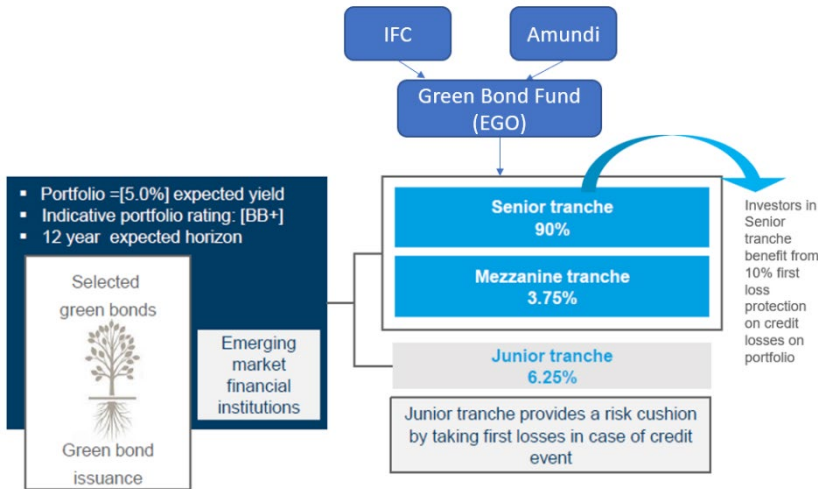 IFC
Amundi
Green Bond Fund
(EGO)
▪ Portfolio =[5.0%] expected yield
▪ Indicative portfolio rating: [BB+]
▪ 12 year expected horizon
Selected
green bonds
Green bond
issuance
Emerging
market
financial
institutions
Senior tranche
90%
Mezzanine tranche
3.75%
Junior tranche
6.25%
Junior tranche provides a risk cushion
by taking first losses in case of credit
event
Investors in
Senior
tranche
benefit from
10% first
loss
protection
on credit
losses on
portfolio